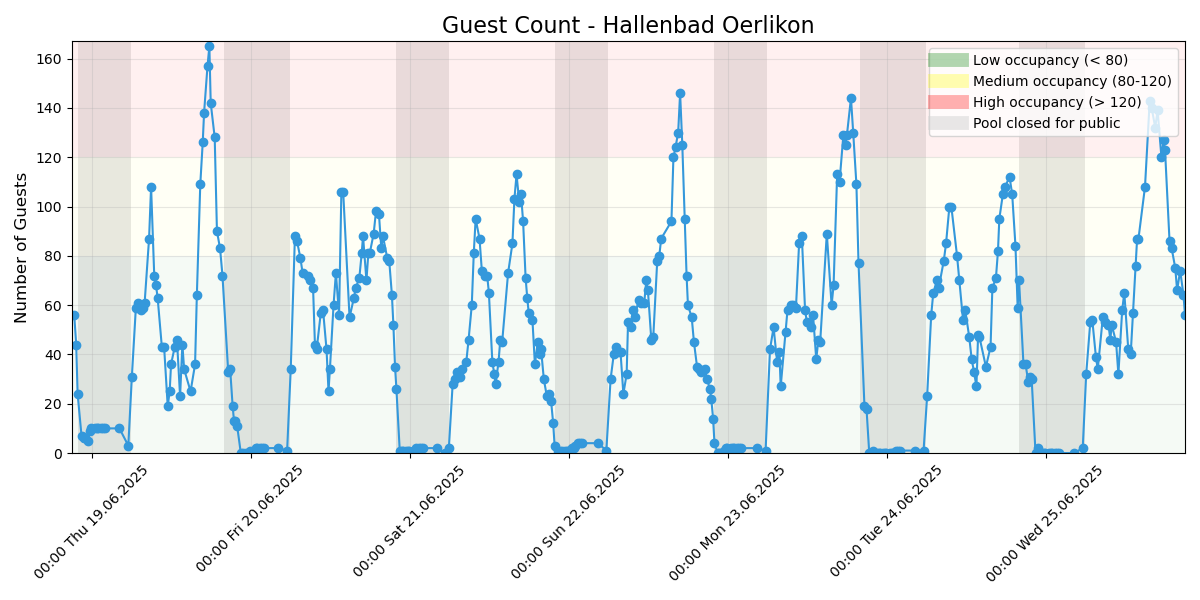 Guest Count - Hallenbad Oerlikon
Number of Guests
160
140
120
100
80
60
40
20
0
Low occupancy (< 80)
Medium occupancy (80-120)
High occupancy (> 120)
Pool closed for public
00:00 Thu 19.06.2025
00:00 Fri 20.06.2025
00:00 Sat 21.06.2025
00:00 Sun 22.06.2025
00:00 Mon 23.06.2025
00:00 Tue 24.06.2025
00:00 Wed 25.06.2025